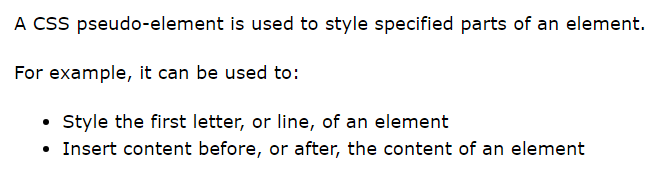 A CSS pseudo-element is used to style specified parts of an element.
For example, it can be used to:
• Style the first letter, or line, of an element
• Insert content before, or after, the content of an element